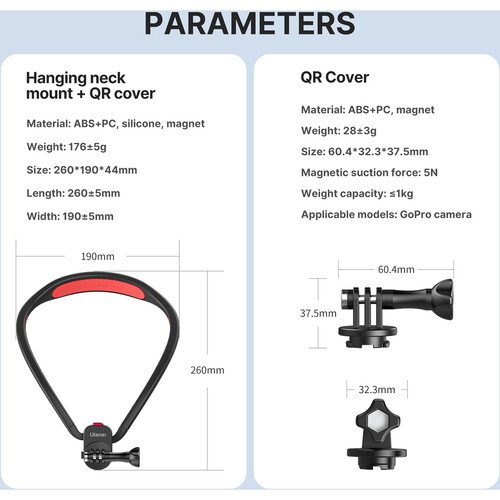 PARAMETERS
Hanging neck
mount + QR cover
Material: ABS+PC, silicone, magnet
Weight: 176±5g
Size: 260*190*44mm
Length: 260±5mm
Width: 190±5mm
190mm
260mm
Ulanzi
QR Cover
Material: ABS+PC, magnet
Weight: 28±3g
Size: 60.4*32.3*37.5mm
Magnetic suction force: 5N
Weight capacity: ≤1kg
Applicable models: GoPro camera
60.4mm
37.5mm
32.3mm